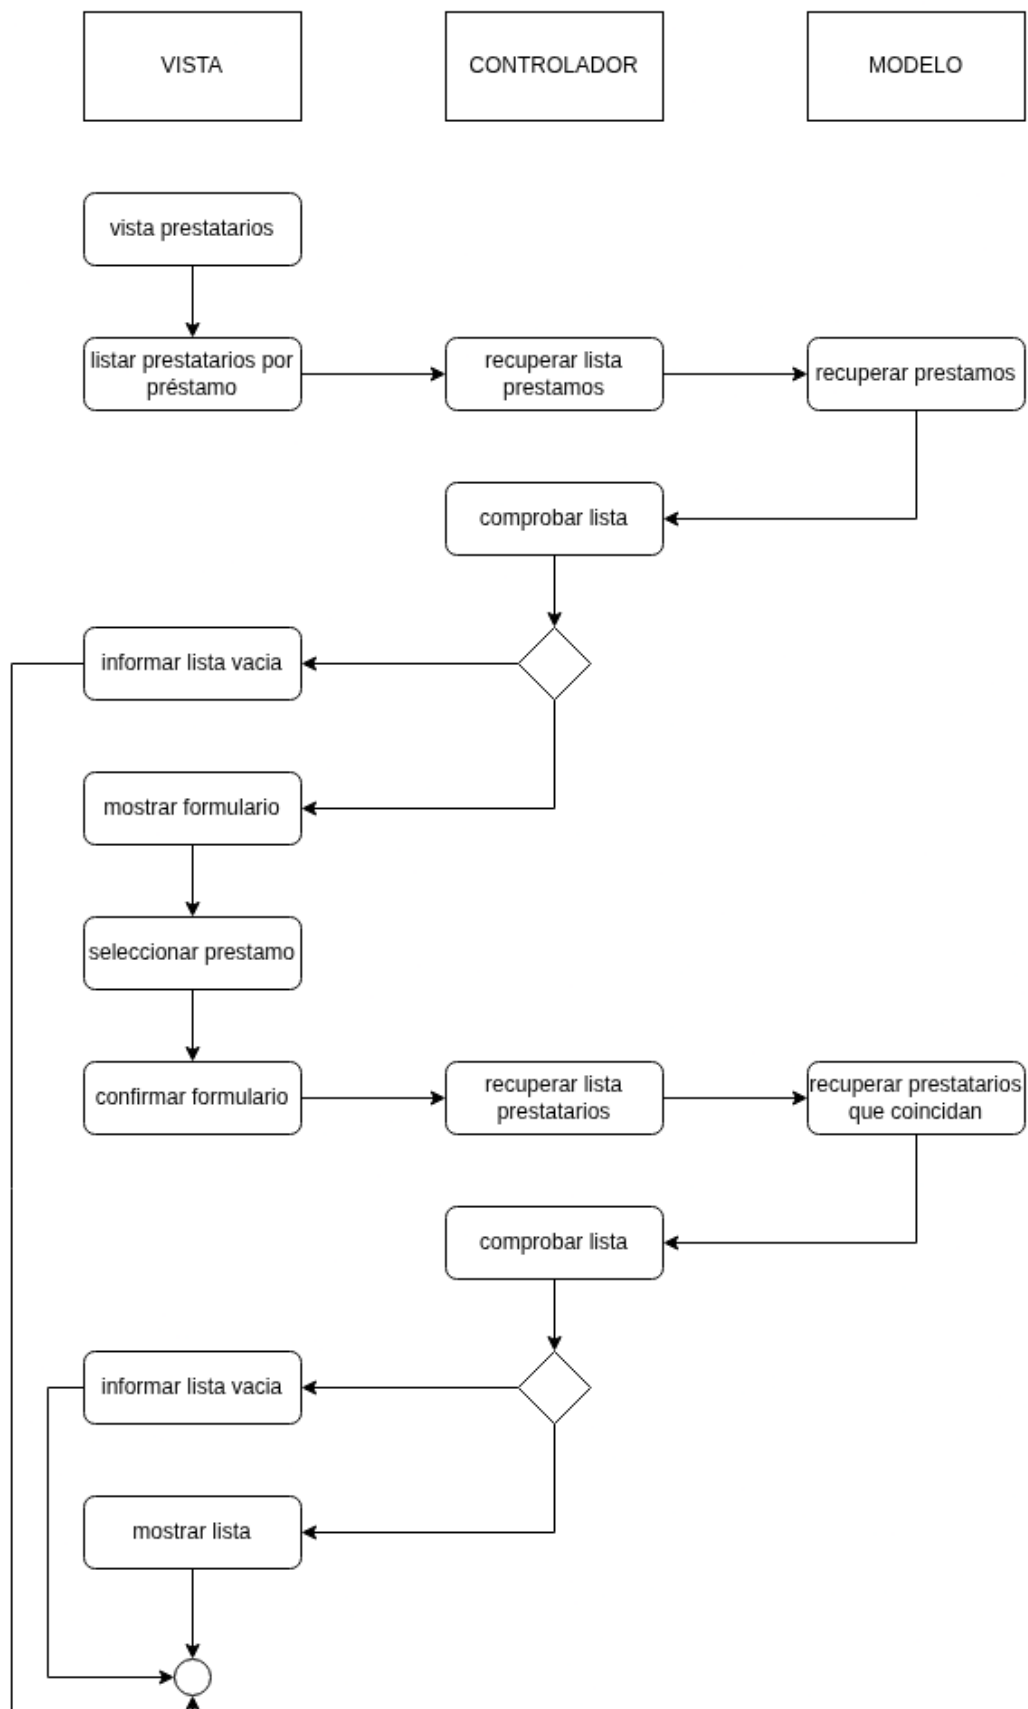 VISTA
CONTROLADOR
MODELO
vista prestatarios
listar prestatarios por
préstamo
recuperar lista
prestamos
recuperar prestamos
comprobar lista
informar lista vacia
mostrar formulario
seleccionar prestamo
confirmar formulario
recuperar lista
prestatarios
recuperar prestatarios
que coincidan
comprobar lista
informar lista vacia
mostrar lista